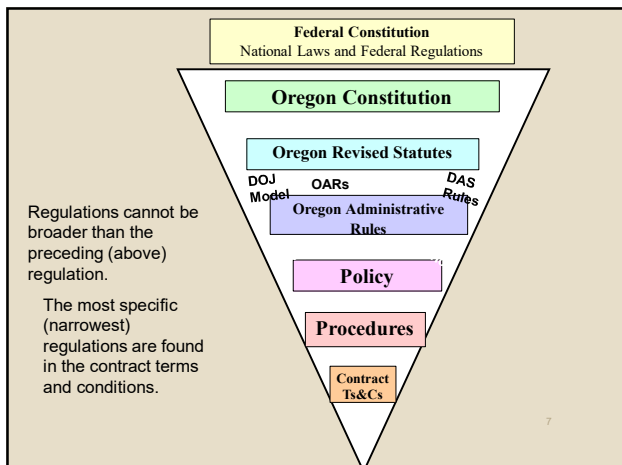 Federal Constitution
National Laws and Federal Regulations
Oregon Constitution
Oregon Revised Statutes
DOJ
Model
OARs
DAS
Rules
Oregon Administrative
Rules
Regulations cannot be
broader than the
preceding (above)
regulation.
Policy
The most specific
(narrowest)
regulations are found
in the contract terms
and conditions.
Procedures
Contract
Ts&Cs
7